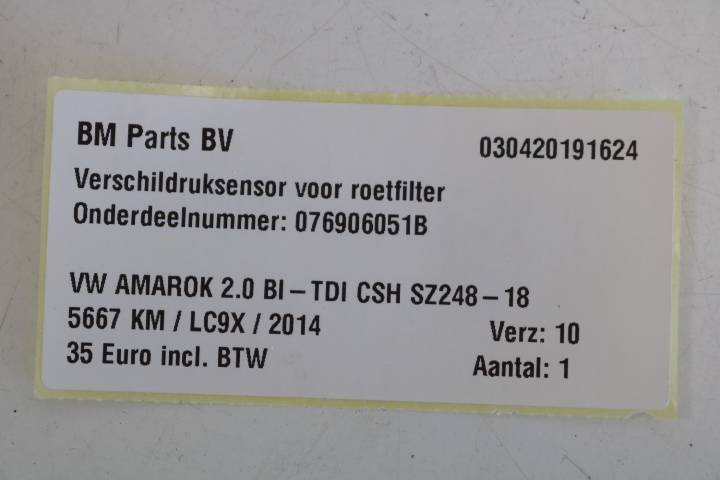 BM Parts BV 030420191624
Verschildruksensor voor roetfilter
Onderdeelnummer: 076906051B
VW AMAROK 2.0 BI – TDI CSH SZ248 – 18
5667 KM / LC9X / 2014 Verz: 10
35 Euro incl. BTW Aantal: 1